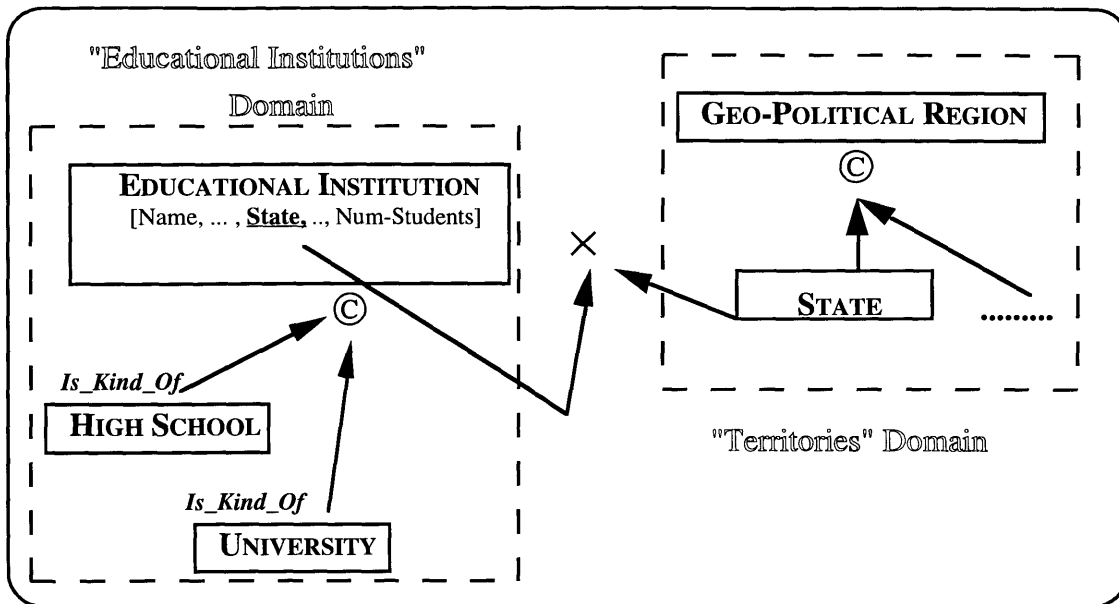 "Educational Institutions"
Domain
EDUCATIONAL INSTITUTION
[Name, ... , State, .., Num-Students]
©
Is_Kind_Of
HIGH SCHOOL
Is_Kind_Of
UNIVERSITY
×
GEO-POLITICAL REGION
©
STATE
.........
"Territories" Domain